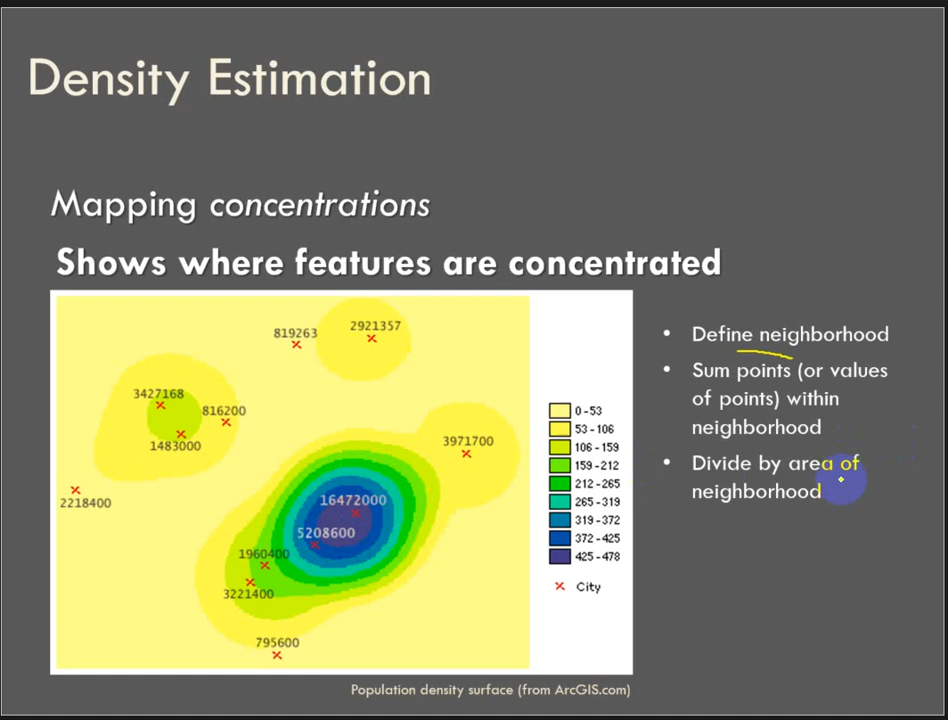 Density Estimation
Mapping concentrations
Shows where features are concentrated
819263
2921357
3427168
816200
1483000
3971700
2218400
16472000
5208600
1960400
3221400
795600
0-53
53-106
106-159
159-212
212-265
265-319
319-372
372-425
425-478
City
• Define neighborhood
• Sum points (or values
of points) within
neighborhood
• Divide by area of
neighborhood
Population density surface (from ArcGIS.com)